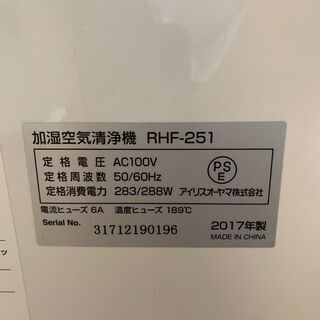 加湿空気清浄機 RHF-251
定格電圧 AC100V
定格周波数 50/60Hz
定格消費電力 283/288W
PS
E
アイリスオーヤマ株式会社
電流ヒューズ 6A 温度ヒューズ 189℃
Serial No. 31712190196
2017年製
MADE IN CHINA
ッ